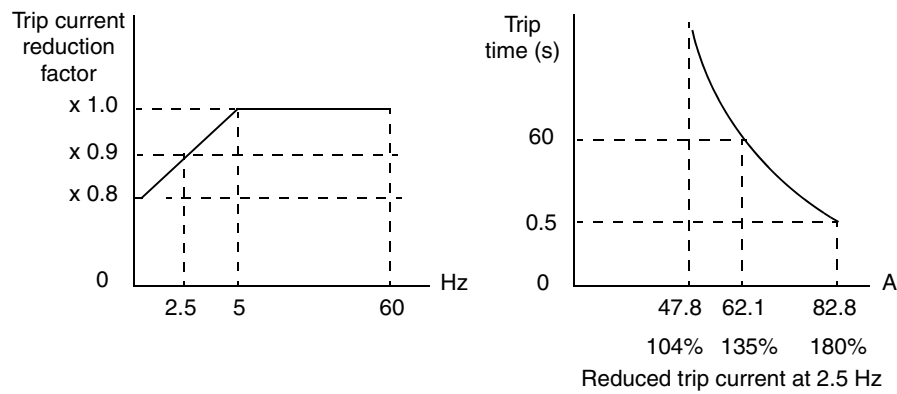 Trip current
reduction
factor
x 1.0
x 0.9
x 0.8
0
2.5 5 60
Hz
Trip
time (s)
60
0.5
0
A
47.8 62.1 82.8
104% 135% 180%
Reduced trip current at 2.5 Hz